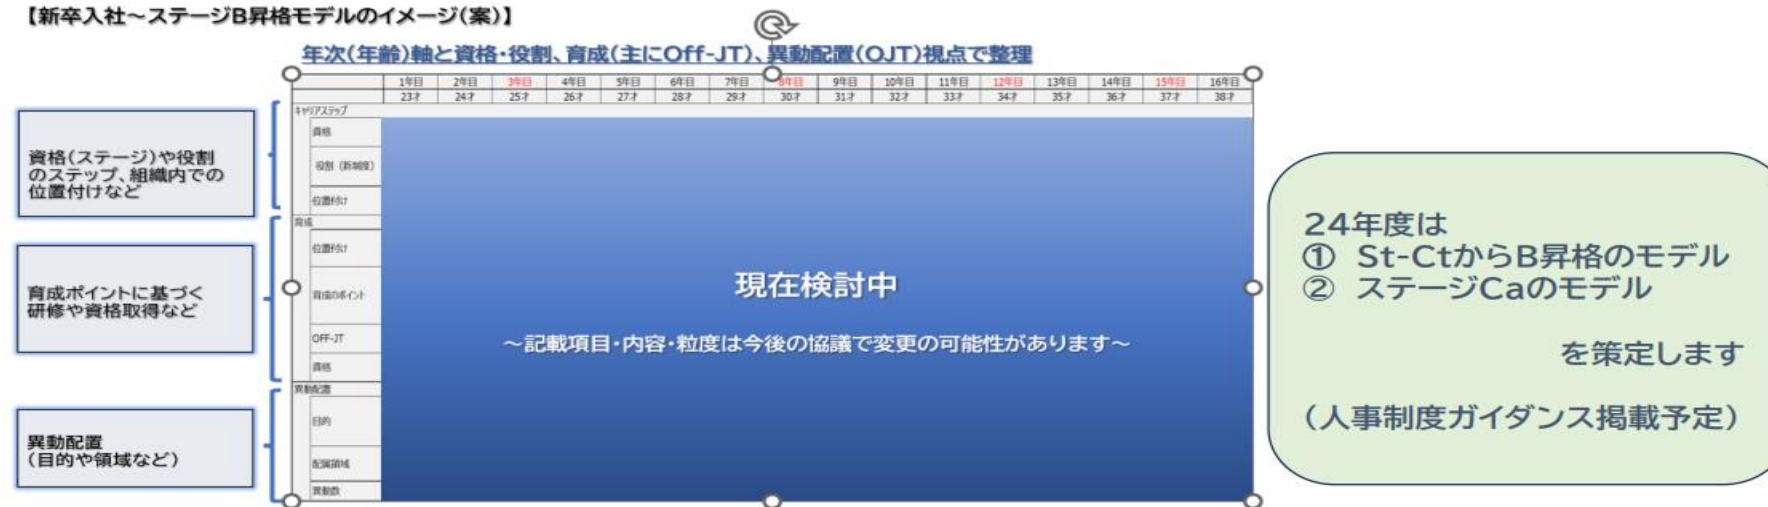 【新卒入社～ステージB昇格モデルのイメージ(案)】
年次(年齢)軸と資格・役割、育成(主にOff-JT)、異動配置(OJT)視点で整理
1年目 2年目 3年目 4年目 5年目 6年目 7年目 8年目 9年目 10年目 11年目 12年目 13年目 14年目 15年目 16年目
23才 24才 25才 26才 27才 28才 29才 30才 31才 32才 33才 34才 35才 36才 37才 38才
キャリアステップ
資格
役割(新制度)
位置付け
育成
位置付け
育成のポイント
OFF-JT
資格
異動配置
目的
配属領域
異動数
資格(ステージ)や役割
のステップ、組織内での
位置付けなど
育成ポイントに基づく
研修や資格取得など
異動配置
(目的や領域など)
現在検討中
～記載項目・内容・粒度は今後の協議で変更の可能性があります～
24年度は
① St-CtからB昇格のモデル
② ステージCaのモデル
を策定します
(人事制度ガイダンス掲載予定)